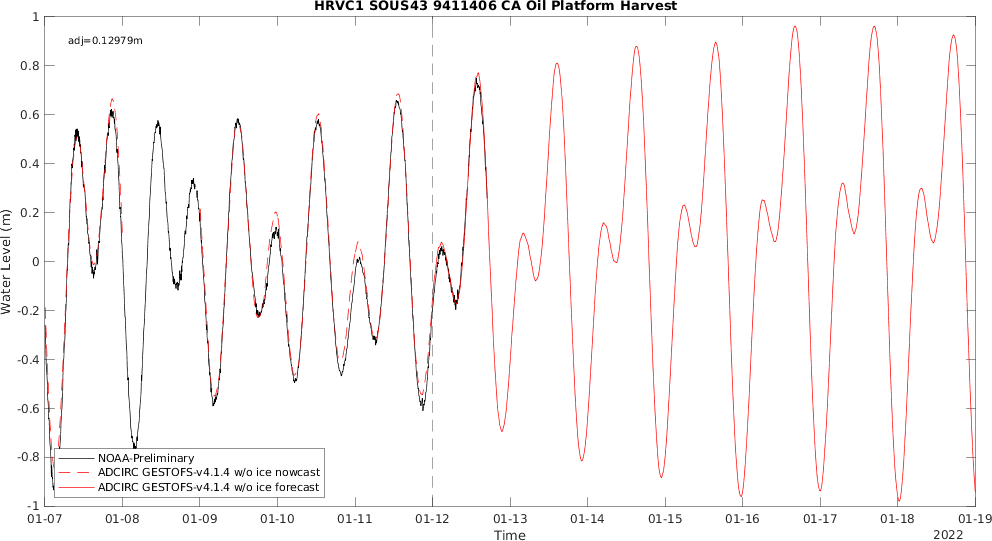 HRVC1 SOUS43 9411406 CA Oil Platform Harvest
adj=0.12979m
Water Level (m)
1
0.8
0.6
0.4
0.2
0
-0.2
-0.4
-0.6
-0.8
-1
NOAA-Preliminary
ADCIRC GESTOFS-v4.1.4 w/o ice nowcast
ADCIRC GESTOFS-v4.1.4 w/o ice forecast
01-07 01-08 01-09 01-10 01-11 01-12 01-13 01-14 01-15 01-16 01-17 01-18 01-19
Time
2022